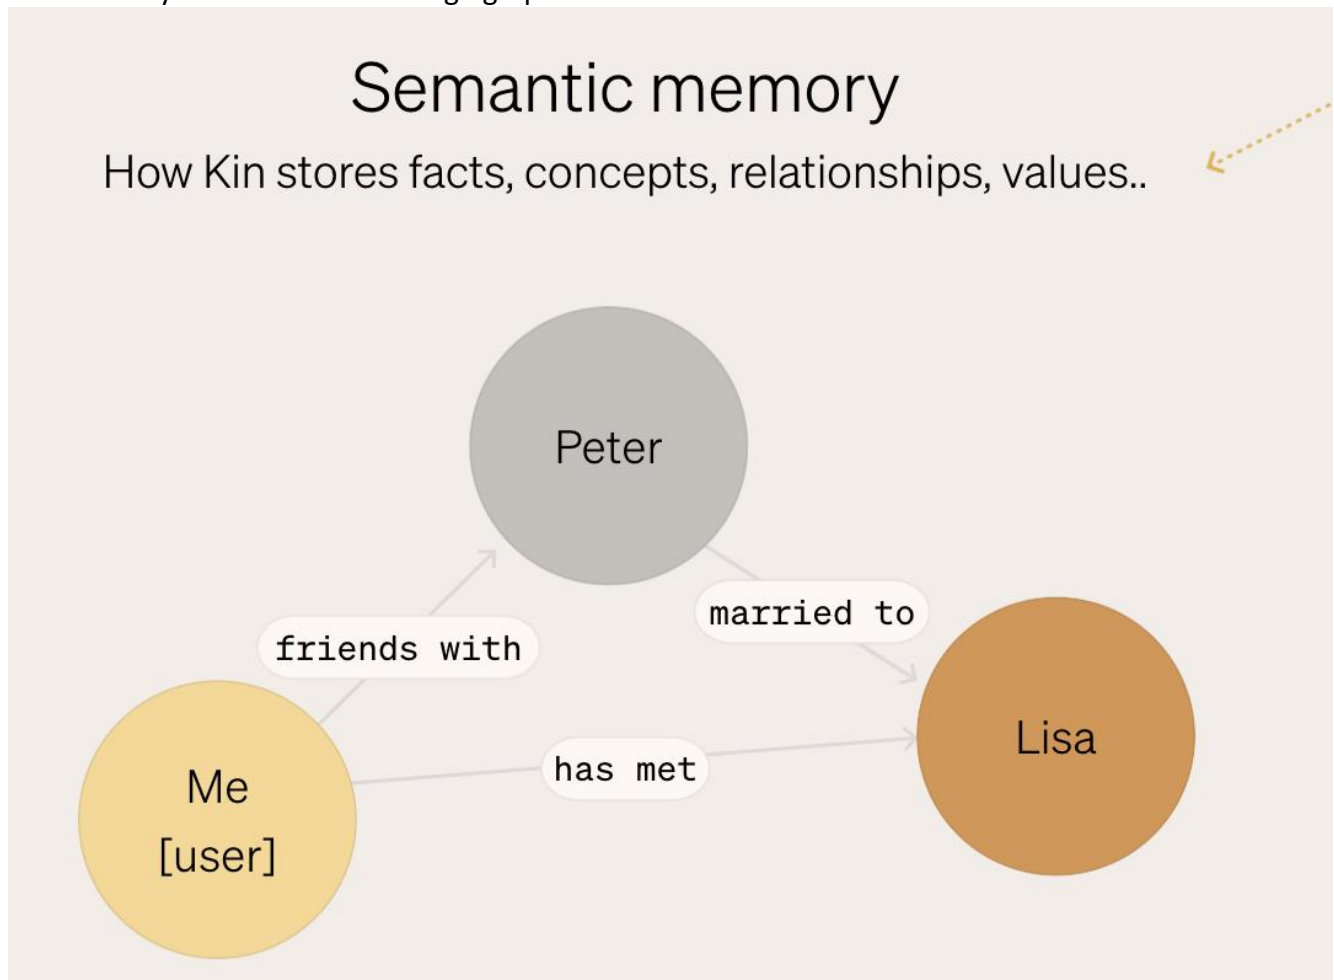 Semantic memory
How Kin stores facts, concepts, relationships, values..
Peter
married to
friends with
Lisa
has met
Me
[user]